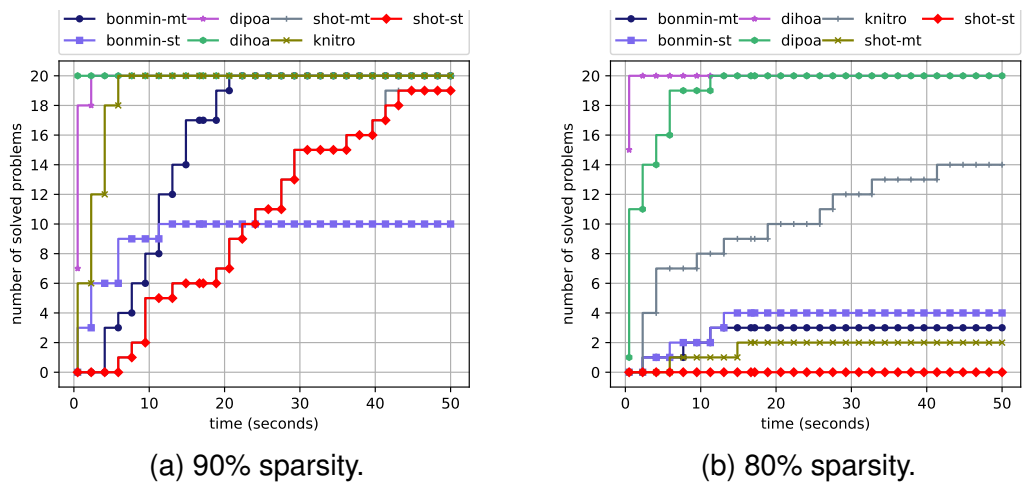 bonmin-mt dipoa shot-mt shot-st
bonmin-st dihoa knitro
20
18
16
14
12
10
8
6
4
2
0
number of solved problems
0 10 20 30 40 50
time (seconds)
(a) 90% sparsity.
bonmin-mt dihoa knitro shot-st
bonmin-st dipoa shot-mt
20
18
16
14
12
10
8
6
4
2
0
number of solved problems
0 10 20 30 40 50
time (seconds)
(b) 80% sparsity.